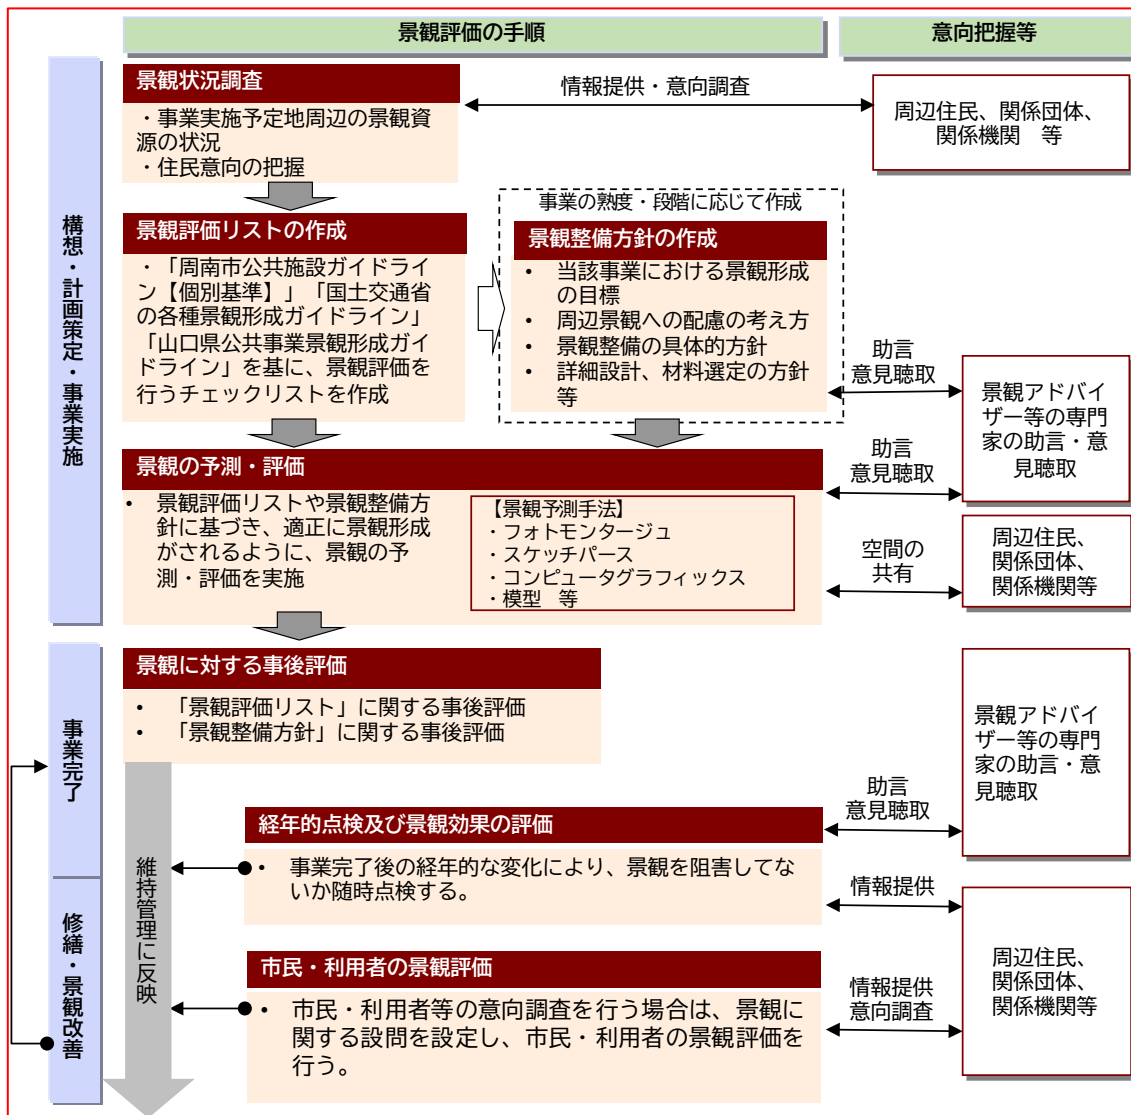 景観評価の手順
意向把握等
構想・計画策定・事業実施
景観状況調査
・事業実施予定地周辺の景観資
源の状況
・住民意向の把握
情報提供・意向調査
周辺住民、関係団体、
関係機関　等
景観評価リストの作成
・「周南市公共施設ガイドライ
ン【個別基準】」「国土交通省
の各種景観形成ガイドライン」
「山口県公共事業景観形成ガイ
ドライン」を基に、景観評価を
行うチェックリストを作成
事業の熟度・段階に応じて作成
景観整備方針の作成
• 当該事業における景観形成
の目標
• 周辺景観への配慮の考え方
• 景観整備の具体的方針
• 詳細設計、材料選定の方針
等
助言
意見聴取
景観アドバイ
ザー等の専門
家の助言・意
見聴取
景観の予測・評価
• 景観評価リストや景観整備方
針に基づき、適正に景観形成
がされるように、景観の予
測・評価を実施
【景観予測手法】
・フォトモンタージュ
・スケッチパース
・コンピュータグラフィックス
・模型　等
助言
意見聴取
空間の
共有
周辺住民、
関係団体、
関係機関等
事業完了
景観に対する事後評価
• 「景観評価リスト」に関する事後評価
• 「景観整備方針」に関する事後評価
景観アドバイ
ザー等の専門
家の助言・意
見聴取
維持管理に反映
経年的点検及び景観効果の評価
• 事業完了後の経年的な変化により、景観を阻害してな
いか随時点検する。
助言
意見聴取
情報提供
修繕・景観改善
市民・利用者の景観評価
• 市民・利用者等の意向調査を行う場合は、景観に
関する設問を設定し、市民・利用者の景観評価を
行う。
情報提供
意向調査
周辺住民、
関係団体、
関係機関等